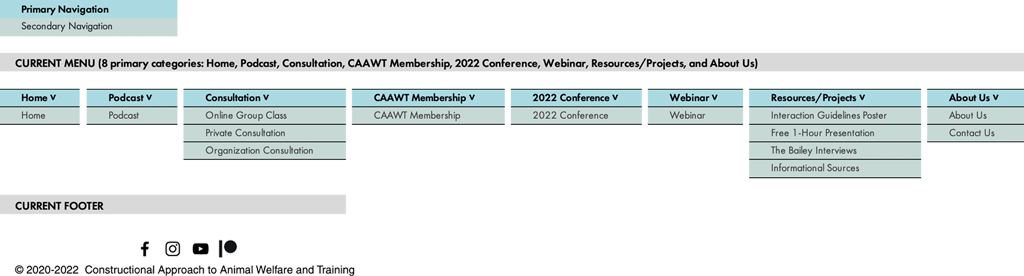 Primary Navigation
Secondary Navigation
CURRENT MENU (8 primary categories: Home, Podcast, Consultation, CAAWT Membership, 2022 Conference, Webinar, Resources/Projects, and About Us)
Home v Podcast v Consultation v CAAWT Membership v 2022 Conference v Webinar v Resources/Projects v About Us v
Home Podcast Online Group Class CAAWT Membership 2022 Conference Webinar Interaction Guidelines Poster About Us
Private Consultation Free 1-Hour Presentation Contact Us
Organization Consultation The Bailey Interviews
Informational Sources
CURRENT FOOTER
© 2020-2022 Constructional Approach to Animal Welfare and Training